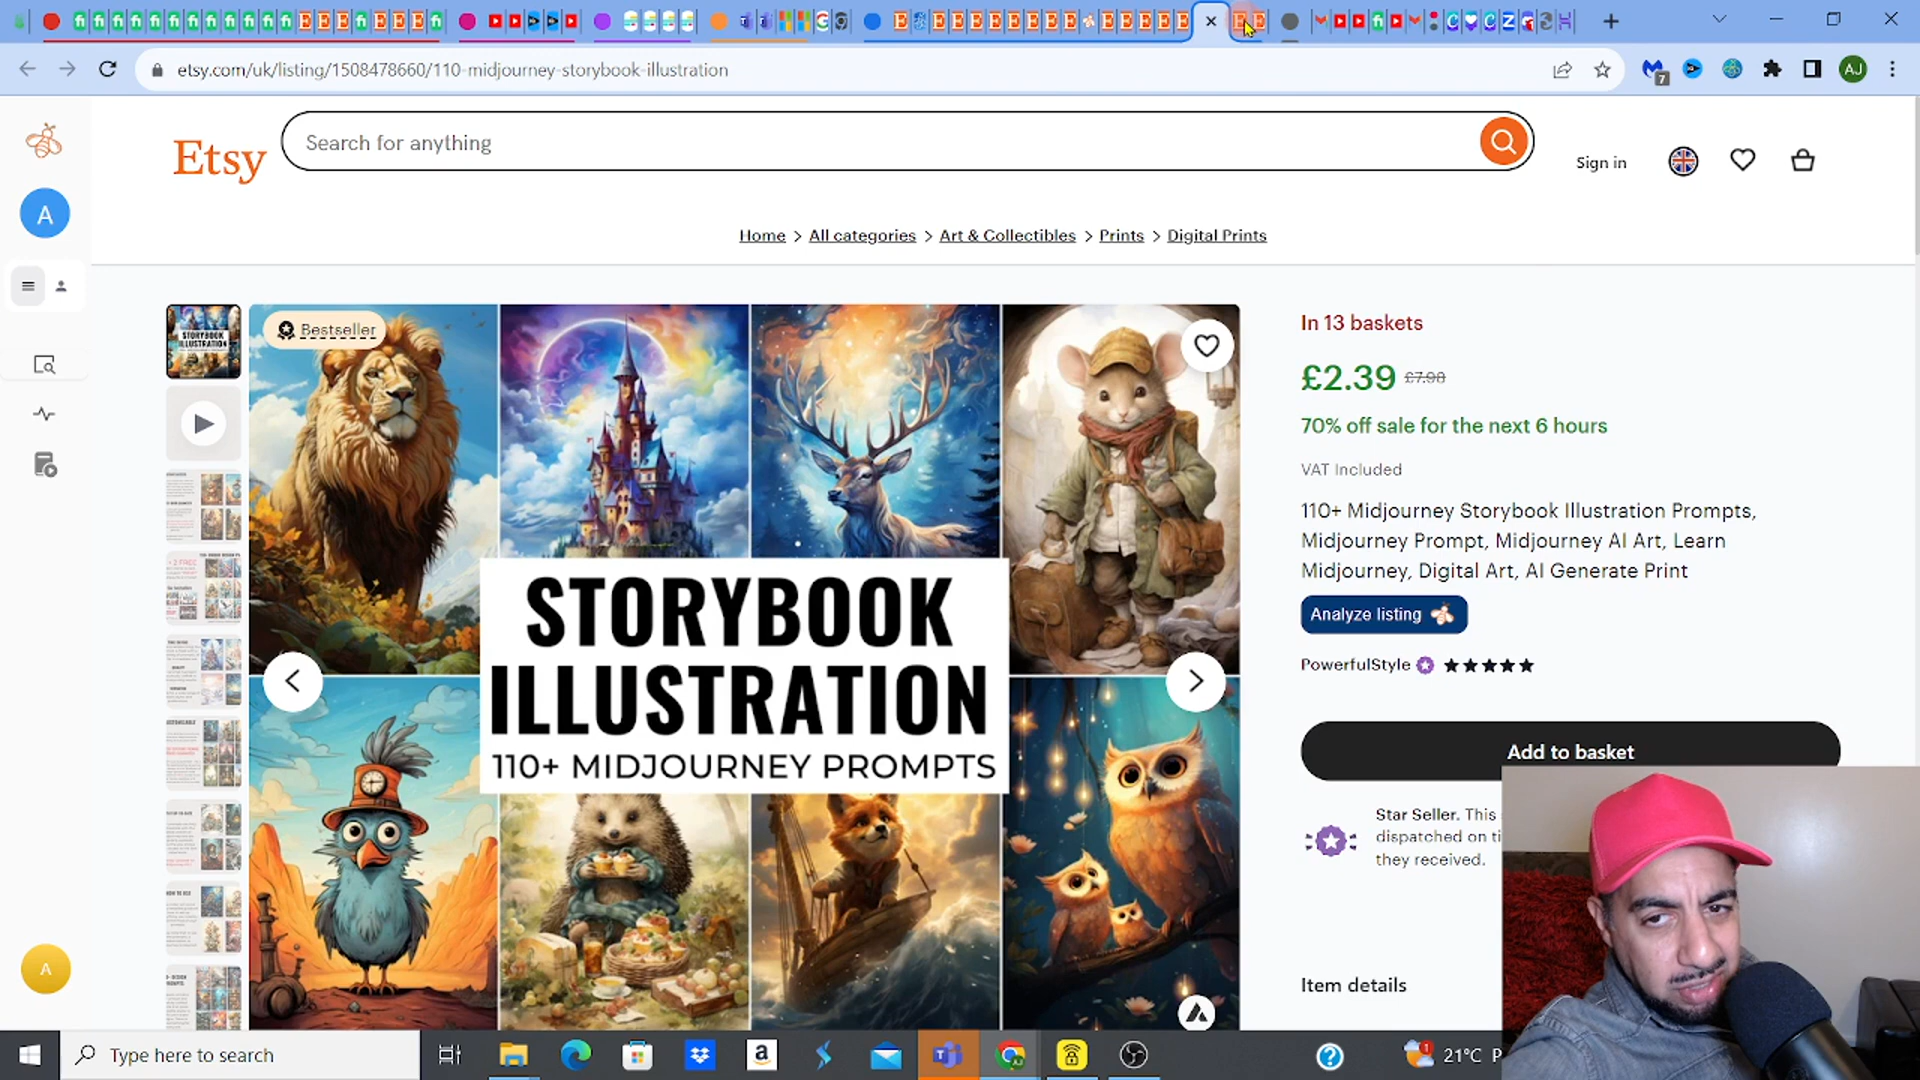 etsy.com/uk/listing/1508478660/110-midjourney-storybook-illustration
7
AJ
Etsy
Search for anything
Sign in
A
Home > All categories > Art & Collectibles > Prints > Digital Prints
Bestseller
STORYBOOK
ILLUSTRATION
110+ MIDJOURNEY PROMPTS
In 13 baskets
£2.39 £7.98
70% off sale for the next 6 hours
VAT Included
110+ Midjourney Storybook Illustration Prompts,
Midjourney Prompt, Midjourney AI Art, Learn
Midjourney, Digital Art, AI Generate Print
Analyze listing
PowerfulStyle
Add to basket
Star Seller. This
dispatched on ti
they received.
Item details
A
Type here to search
21°C P